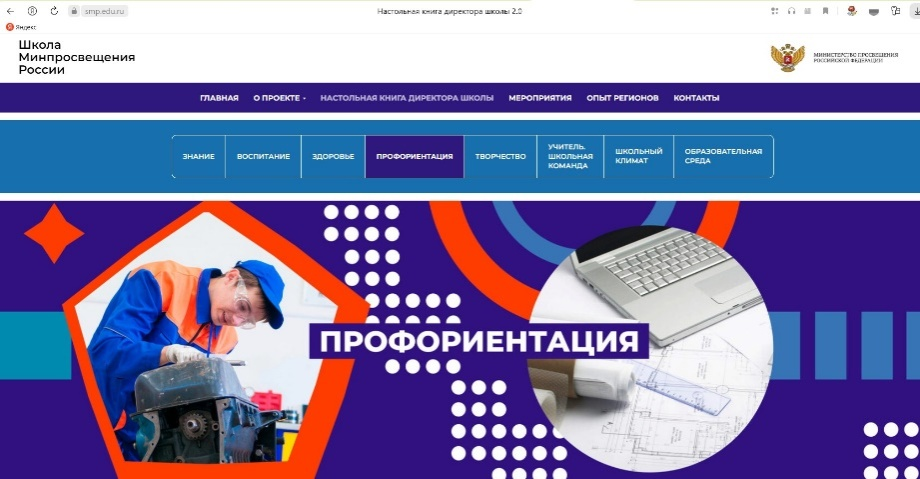 smp.edu.ru
Настольная книга директора школы 2.0
Яндекс
Школа
Минпросвещения
России
МИНИСТЕРСТВО ПРОСВЕЩЕНИЯ
РОССИЙСКОЙ ФЕДЕРАЦИИ
ГЛАВНАЯ О ПРОЕКТЕ НАСТОЛЬНАЯ КНИГА ДИРЕКТОРА ШКОЛЫ МЕРОПРИЯТИЯ ОПЫТ РЕГИОНОВ КОНТАКТЫ
ЗНАНИЕ
ВОСПИТАНИЕ
ЗДОРОВЬЕ
ПРОФОРИЕНТАЦИЯ
ТВОРЧЕСТВО
УЧИТЕЛЬ.
ШКОЛЬНАЯ
КОМАНДА
ШКОЛЬНЫЙ
КЛИМАТ
ОБРАЗОВАТЕЛЬНАЯ
СРЕДА
ПРОФОРИЕНТАЦИЯ